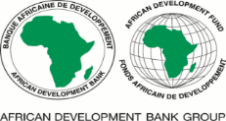 BANQUE AFRICAINE DE DEVELOPPEMENT
AFRICAN DEVELOPMENT BANK
AFRICAN DEVELOPMENT FUND
FONDS AFRICAIN DE DEVELOPPEMENT
AFRICAN DEVELOPMENT BANK GROUP